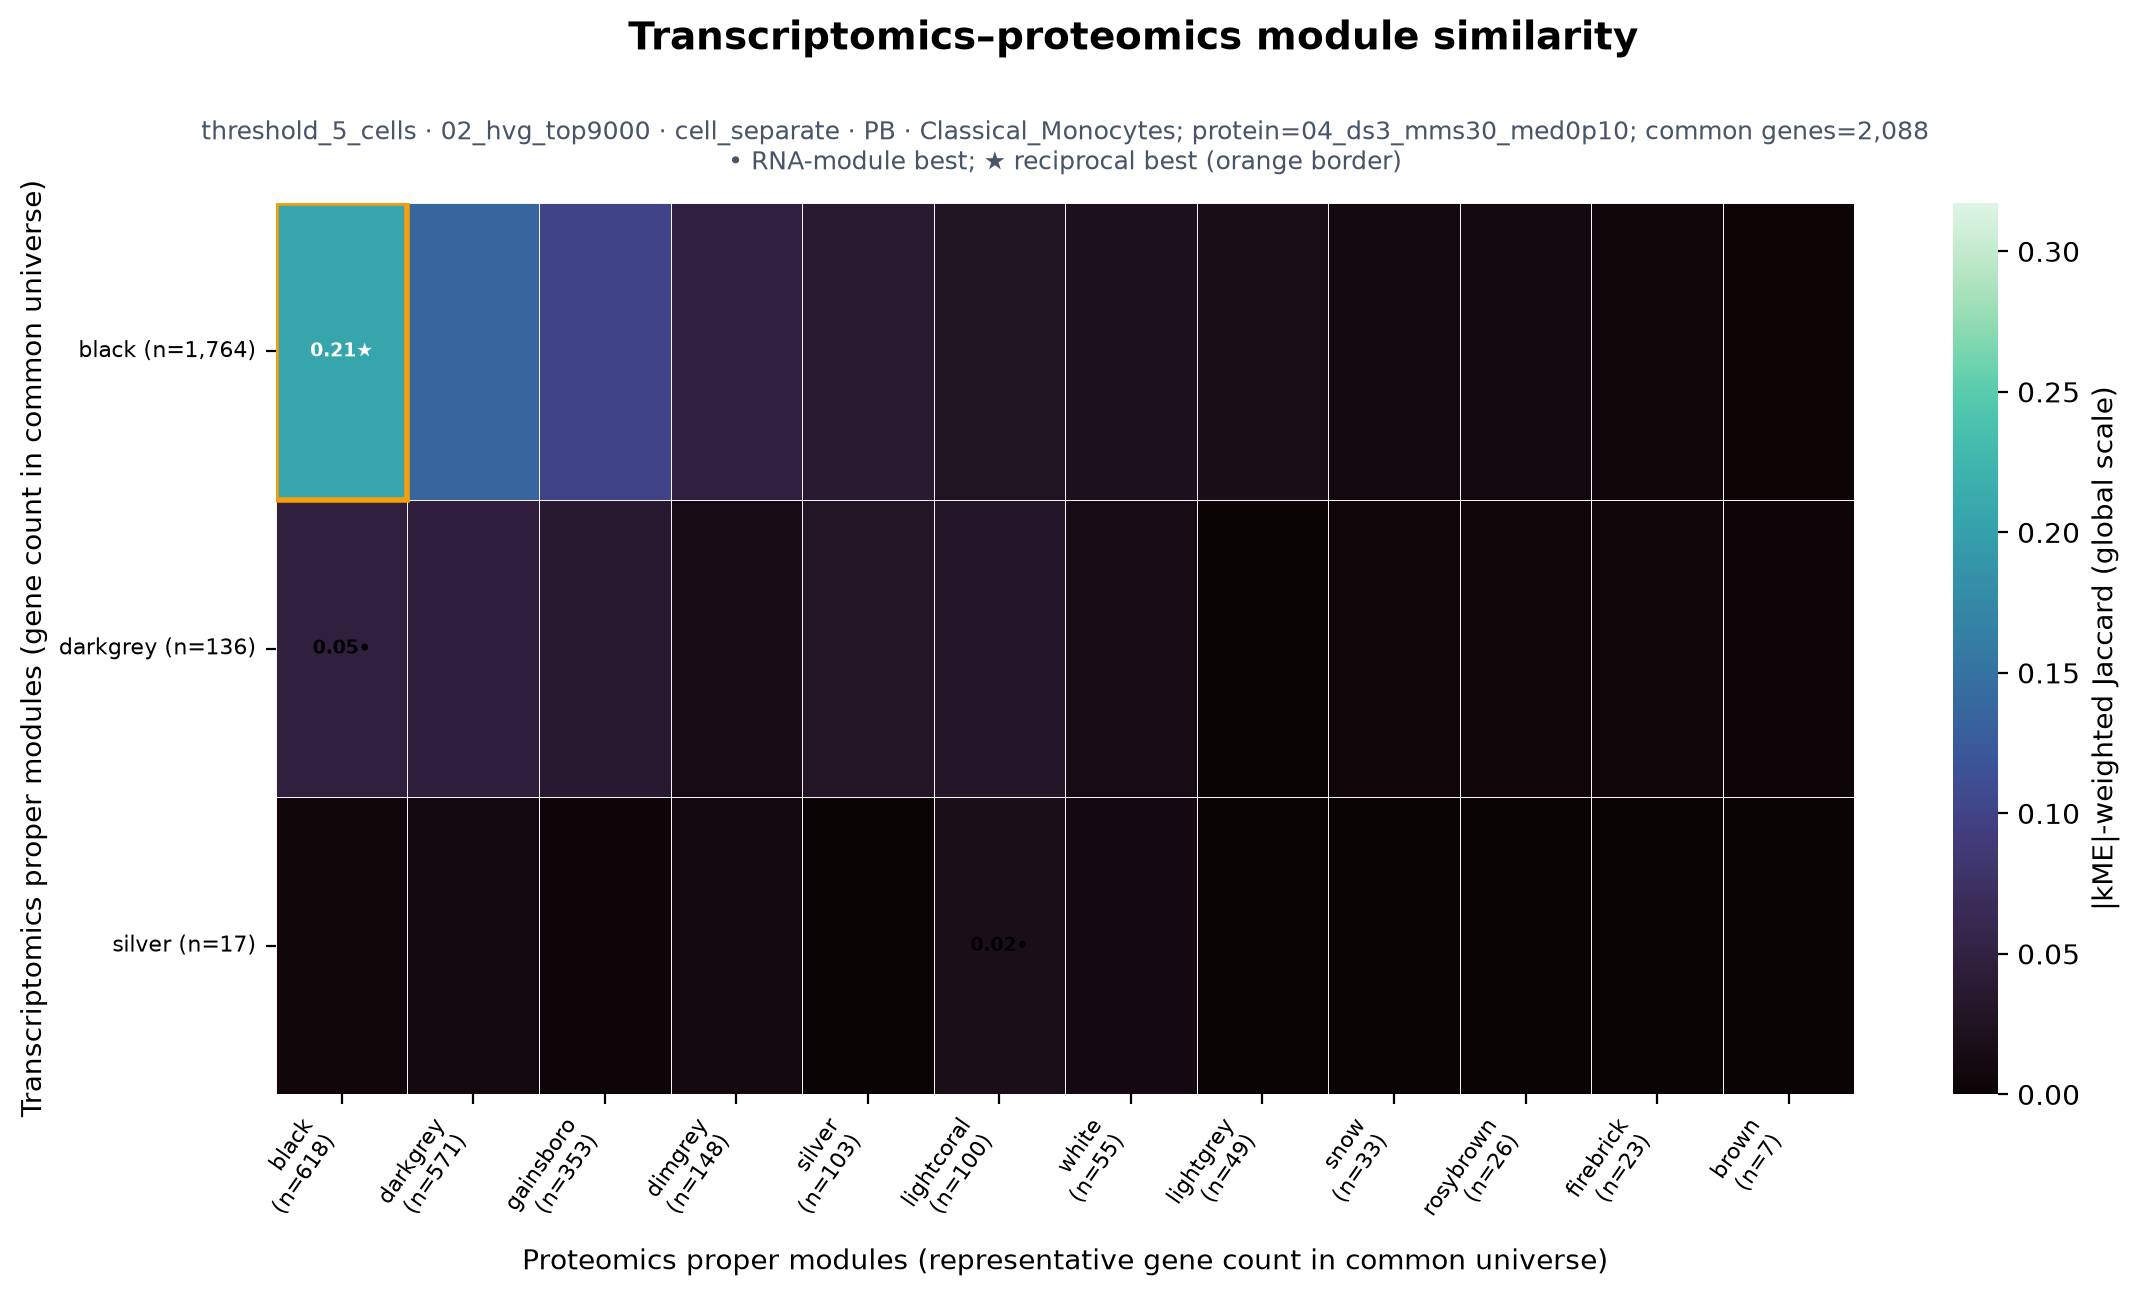 Transcriptomics–proteomics module similarity
threshold_5_cells · 02_hvg_top9000 · cell_separate · PB · Classical_Monocytes; protein=04_ds3_mms30_med0p10; common genes=2,088
• RNA-module best; ★ reciprocal best (orange border)
Transcriptomics proper modules (gene count in common universe)
black (n=1,764)
darkgrey (n=136)
silver (n=17)
0.21★
0.05•
0.02•
black
(n=618)
darkgrey
(n=571)
gainsboro
(n=353)
dimgrey
(n=148)
silver
(n=103)
lightcoral
(n=100)
white
(n=55)
lightgrey
(n=49)
snow
(n=33)
rosybrown
(n=26)
firebrick
(n=23)
brown
(n=7)
Proteomics proper modules (representative gene count in common universe)
0.30
0.25
0.20
0.15
0.10
0.05
0.00
|kME|-weighted Jaccard (global scale)